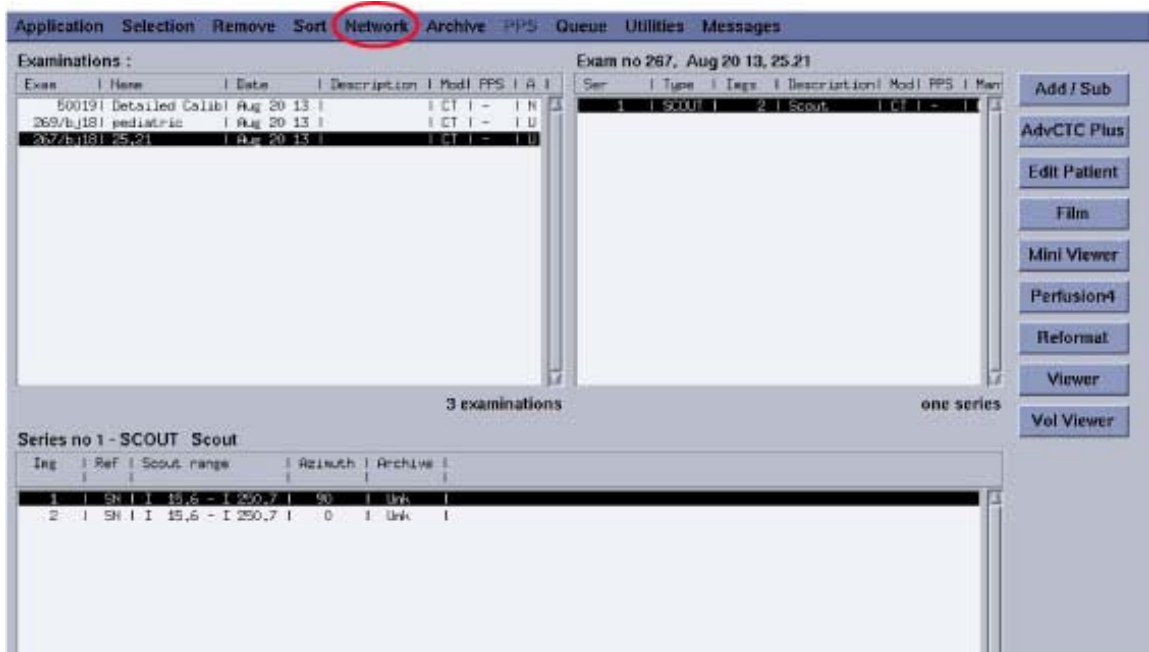 Application Selection Remove Sort Network Archive PPS Queue Utilities Messages
Examinations :
Exam | Name | Date | Description | Mod| PPS | A |
50019| Detailed Calib| Aug 20 13 | | CT | - | N
269/bj18| pediatric | Aug 20 13 | | CT | - | U
267/bj18| 25,21 | Aug 20 13 | | CT | - | U
3 examinations
Exam no 267, Aug 20 13, 25.21
Ser | Type | Imgs | Description| Mod| PPS | Man
1 | SCOUT | 2 | Scout | CT | - |
one series
Add / Sub
AdvCTC Plus
Edit Patient
Film
Mini Viewer
Perfusion4
Reformat
Viewer
Vol Viewer
Series no 1 - SCOUT Scout
Img | Ref | Scout range | Azimuth | Archive |
1 | SN | I 15,6 - I 250,7 | 90 | Unk |
2 | SN | I 15,6 - I 250,7 | 0 | Unk |